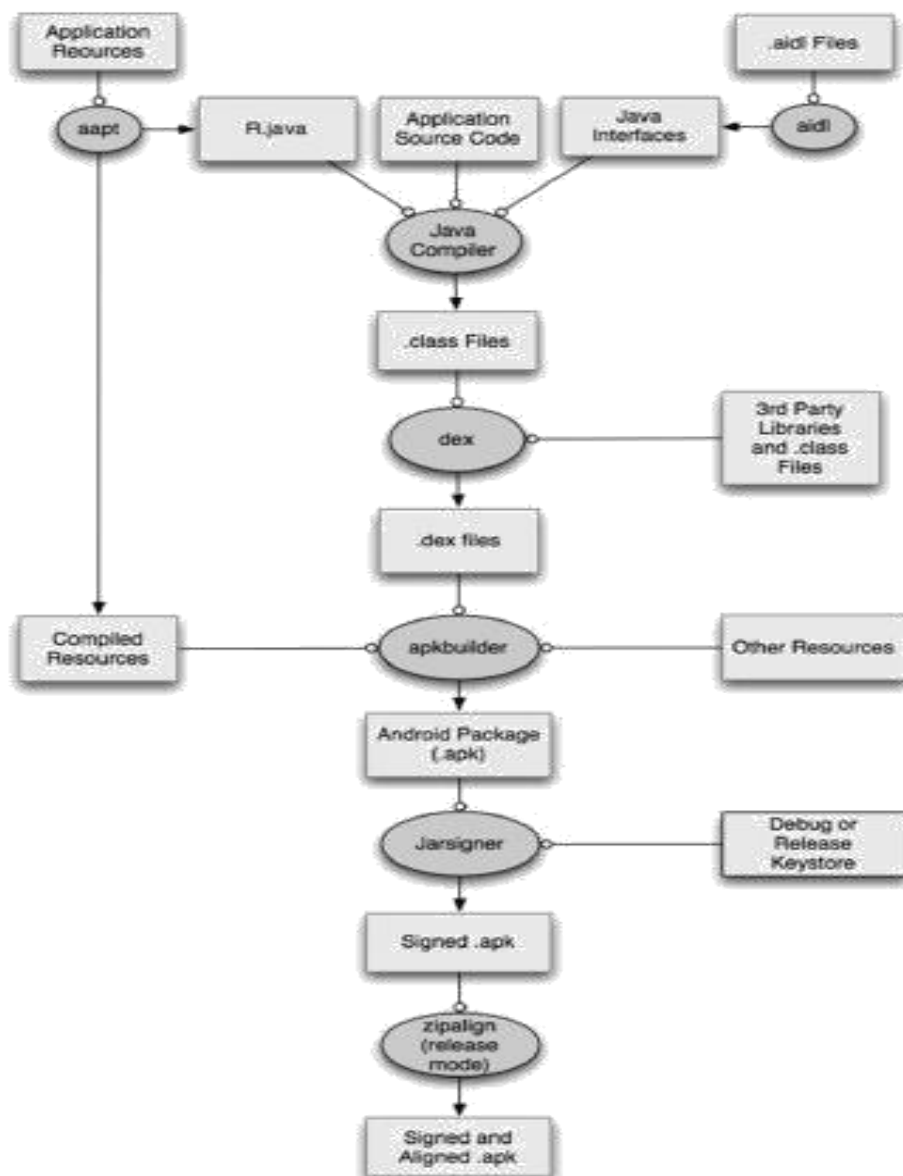 Application
Reources
.aidl Files
aapt
R.java
Application
Source Code
Java
Interfaces
aidl
Java
Compiler
.class Files
dex
3rd Party
Libraries
and .class
Files
.dex files
Compiled
Resources
apkbuilder
Other Resources
Android Package
(.apk)
Jarsigner
Debug or
Release
Keystore
Signed .apk
zipalign
(release
mode)
Signed and
Aligned .apk